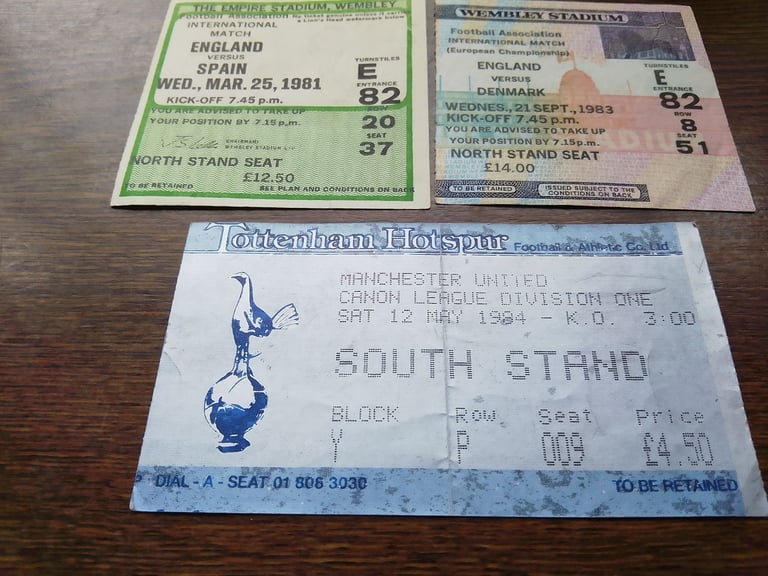 THE EMPIRE STADIUM, WEMBLEY
Football Association
INTERNATIONAL
MATCH
ENGLAND
VERSUS
SPAIN
WED., MAR. 25, 1981
KICK-OFF 7.45 p.m.
YOU ARE ADVISED TO TAKE UP
YOUR POSITION BY 7.15 p.m.
CHAIRMAN
WEMBLEY STADIUM LTD
NORTH STAND SEAT
£12.50
TO BE RETAINED
SEE PLAN AND CONDITIONS ON BACK
TURNSTILES
E
ENTRANCE
82
ROW
20
SEAT
37
WEMBLEY STADIUM
Football Association
INTERNATIONAL MATCH
(European Championship)
ENGLAND
VERSUS
DENMARK
WEDNES., 21 SEPT., 1983
KICK-OFF 7.45 p.m.
YOU ARE ADVISED TO TAKE UP
YOUR POSITION BY 7.15p.m.
NORTH STAND SEAT
£14.00
TO BE RETAINED
ISSUED SUBJECT TO THE
CONDITIONS ON BACK
TURNSTILES
E
ENTRANCE
82
ROW
8
SEAT
51
Tottenham Hotspur Football & Athletic Co. Ltd
MANCHESTER UNITED
CANON LEAGUE DIVISION ONE
SAT 12 MAY 1984 - K.O. 3:00
SOUTH STAND
BLOCK Row Seat Price
Y P 009 £4.50
DIAL - A - SEAT 01 808 3030
TO BE RETAINED